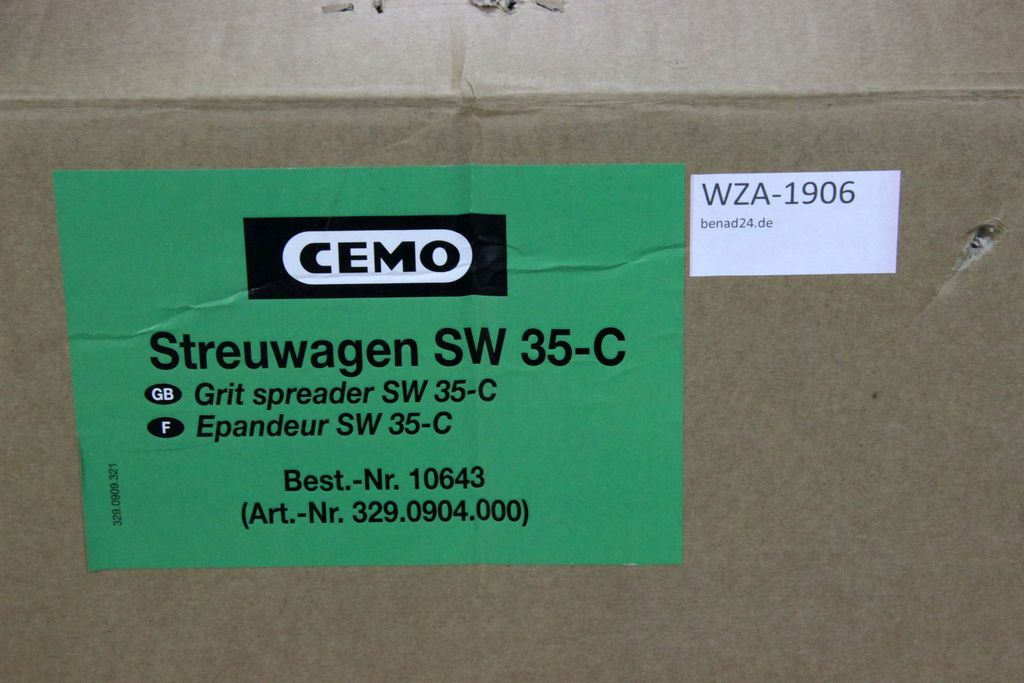 CEMO
Streuwagen SW 35-C
GB Grit spreader SW 35-C
F Epandeur SW 35-C
Best.-Nr. 10643
(Art.-Nr. 329.0904.000)
329.0909.321
WZA-1906
benad24.de